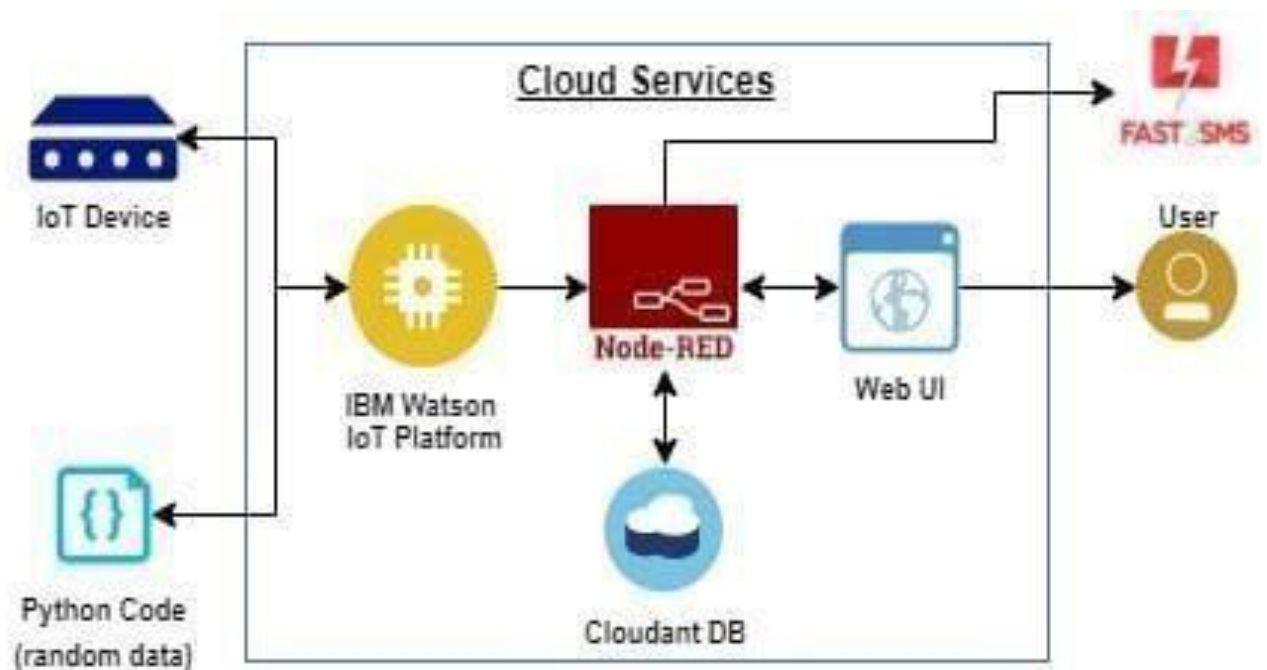 Cloud Services
FAST 2SMS
IoT Device
User
Node-RED
Web UI
IBM Watson
IoT Platform
{}
Python Code
(random data)
Cloudant DB